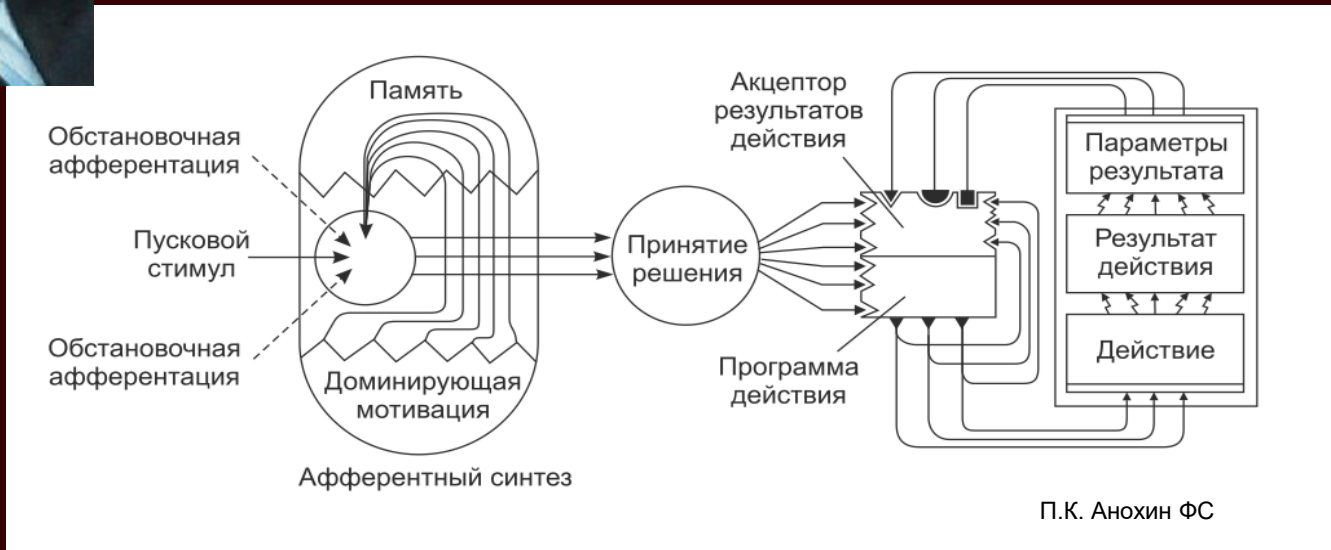 Память
Обстановочная
афферентация
Пусковой
стимул
Обстановочная
афферентация
Доминирующая
мотивация
Афферентный синтез
Принятие
решения
Акцептор
результатов
действия
Программа
действия
Параметры
результата
Результат
действия
Действие
П.К. Анохин ФС